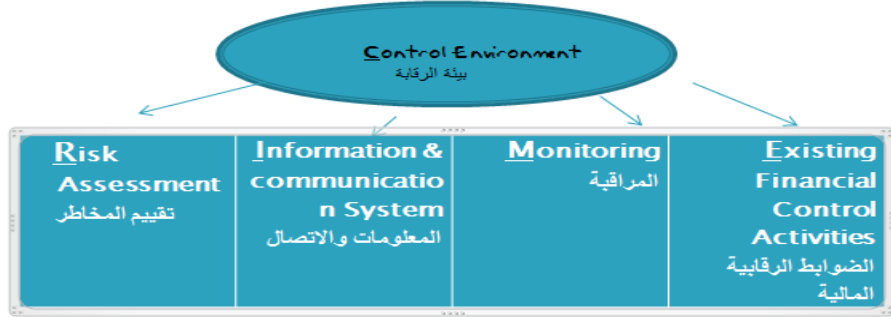 Control Environment
بيئة الرقابة
Risk
Assessment
تقييم المخاطر
Information &
communicatio
n System
المعلومات والاتصال
Monitoring
المراقبة
Existing
Financial
Control
Activities
الضوابط الرقابية
المالية